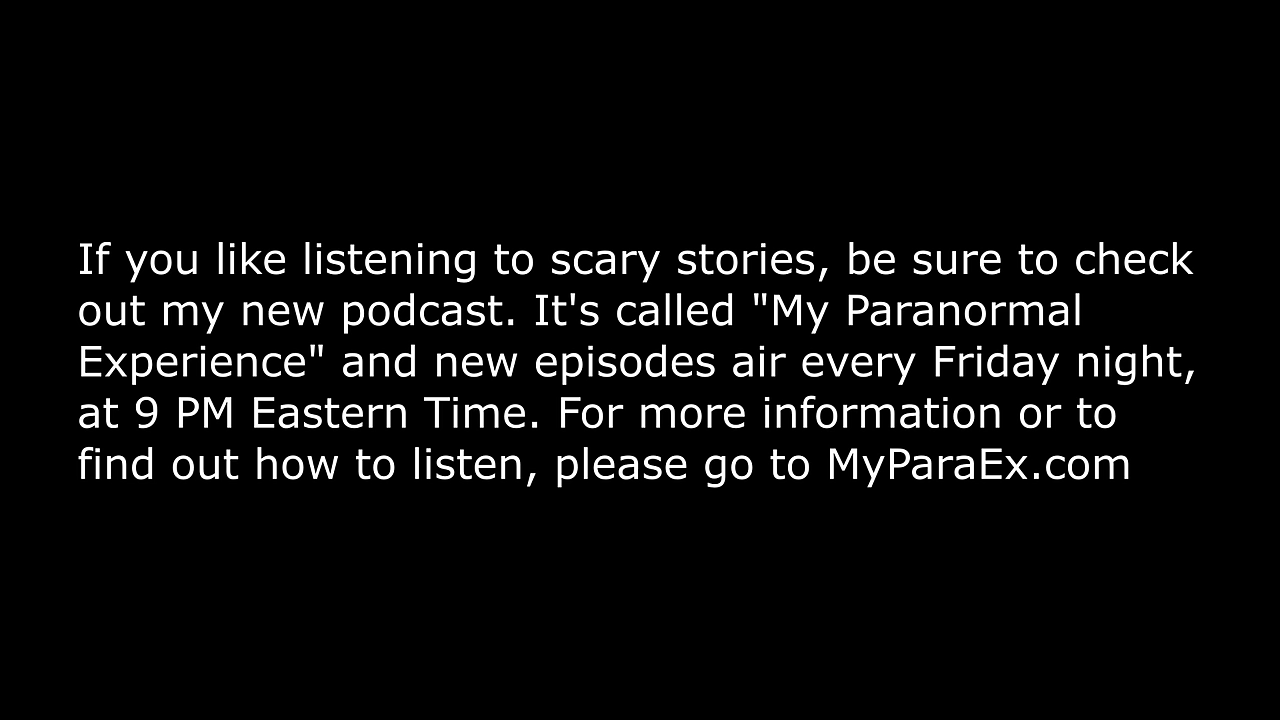 If you like listening to scary stories, be sure to check
out my new podcast. It's called "My Paranormal
Experience" and new episodes air every Friday night,
at 9 PM Eastern Time. For more information or to
find out how to listen, please go to MyParaEx.com